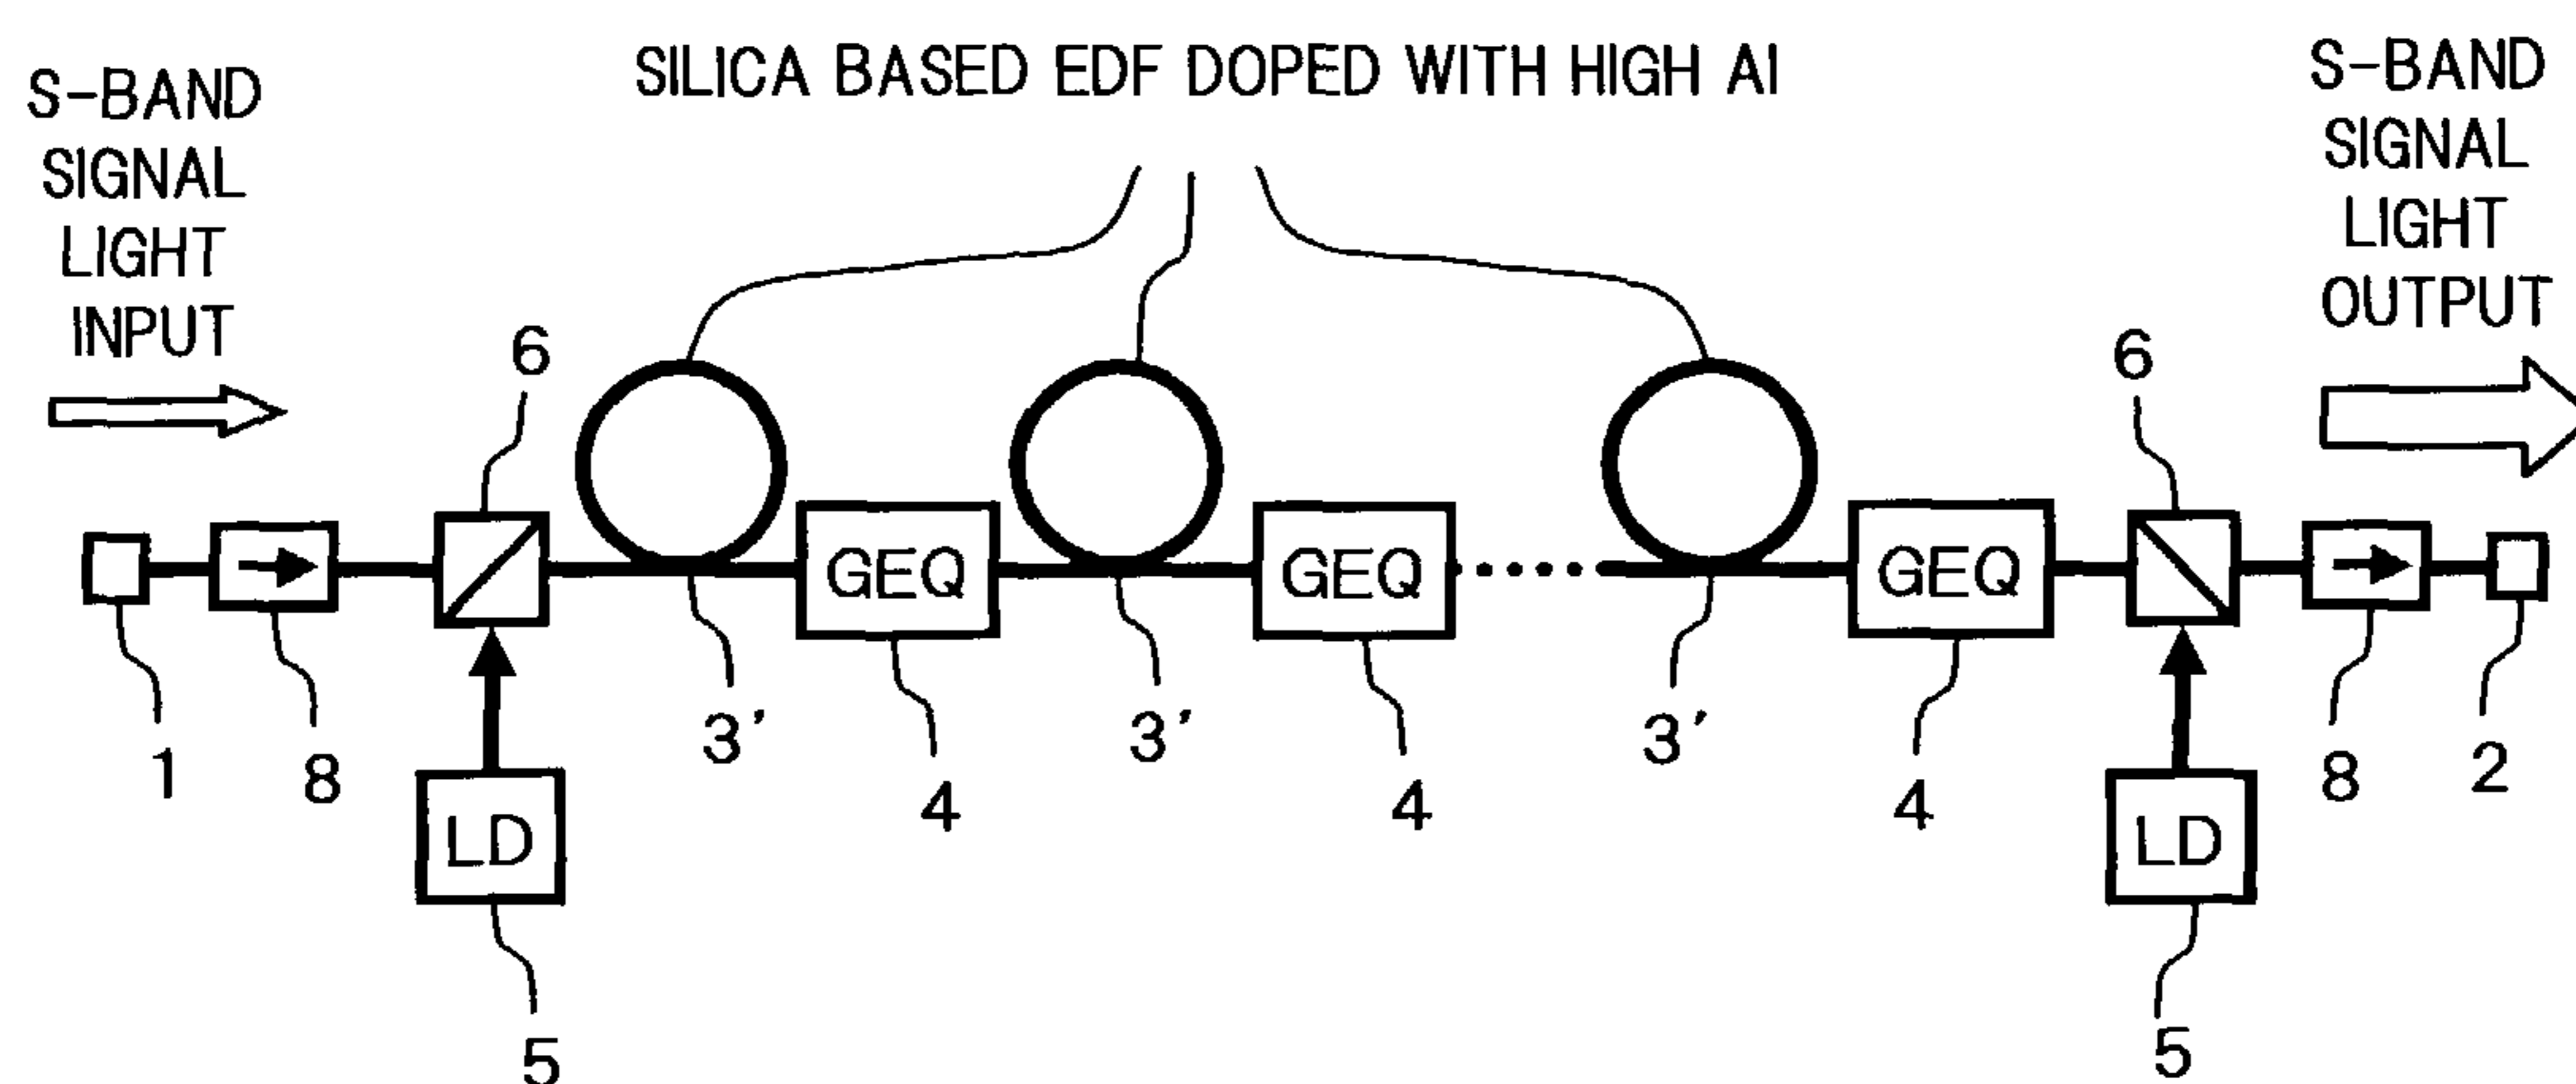 S-BAND
SIGNAL
LIGHT
INPUT
SILICA BASED EDF DOPED WITH HIGH Al
S-BAND
SIGNAL
LIGHT
OUTPUT
6
6
GEQ
GEQ
GEQ
1
8
3'
4
3'
4
3'
4
8
2
LD
LD
5
5